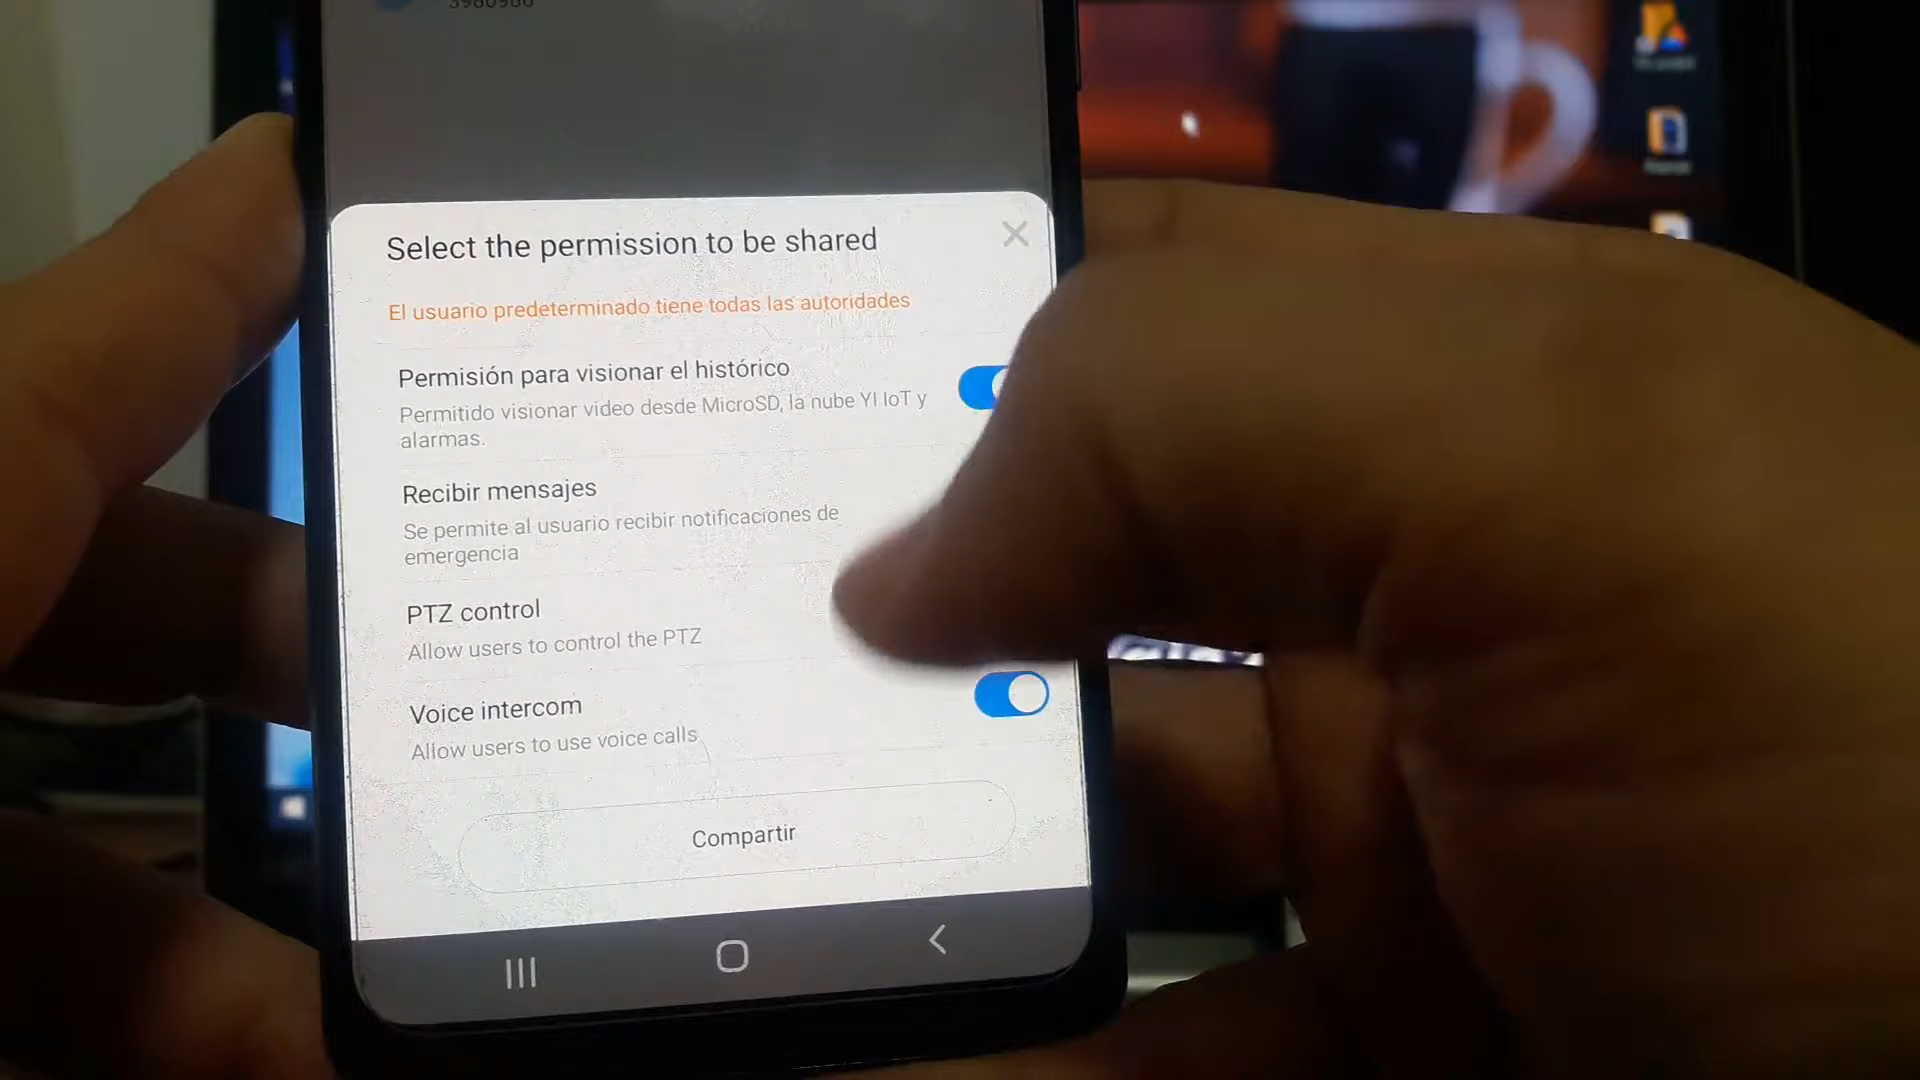 3980986
Select the permission to be shared
El usuario predeterminado tiene todas las autoridades
Permisión para visionar el histórico
Permitido visionar video desde MicroSD, la nube YI IoT y
alarmas.
Recibir mensajes
Se permite al usuario recibir notificaciones de
emergencia
PTZ control
Allow users to control the PTZ
Voice intercom
Allow users to use voice calls
Compartir